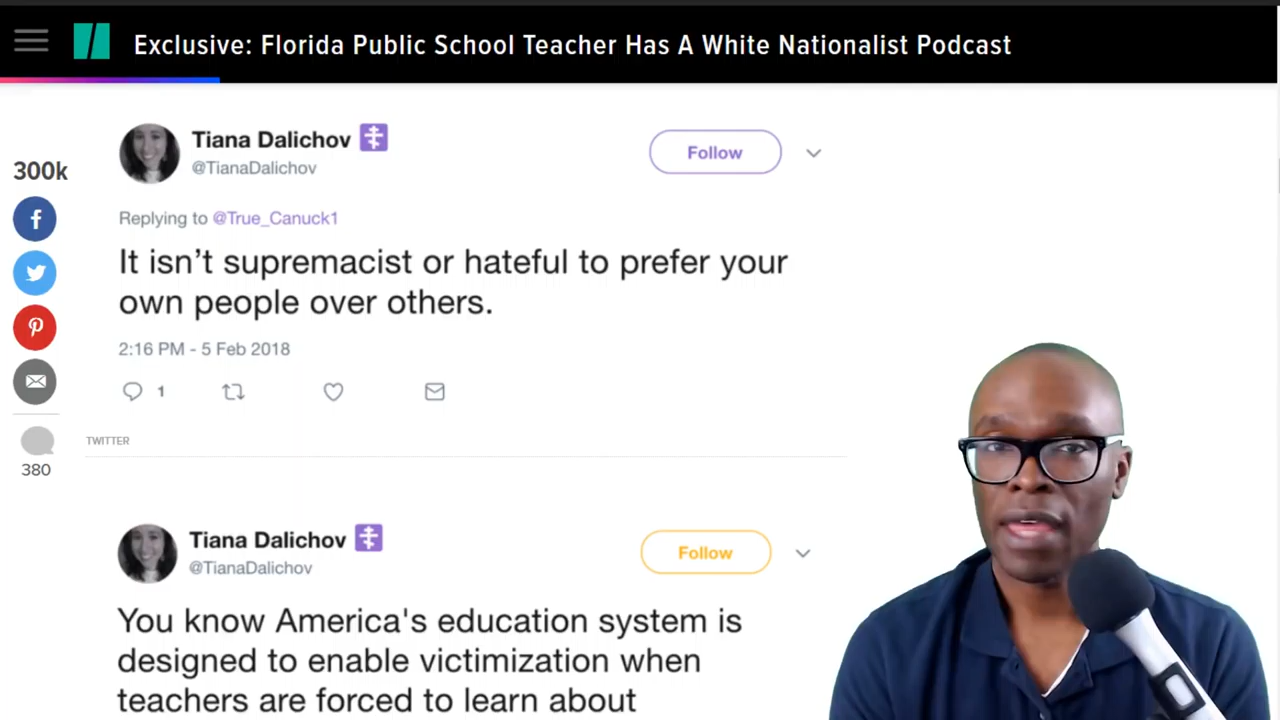 Exclusive: Florida Public School Teacher Has A White Nationalist Podcast
300k
Tiana Dalichov
@TianaDalichov
Follow
Replying to @True_Canuck1
It isn’t supremacist or hateful to prefer your
own people over others.
2:16 PM - 5 Feb 2018
1
TWITTER
380
Tiana Dalichov
@TianaDalichov
Follow
You know America's education system is
designed to enable victimization when
teachers are forced to learn about